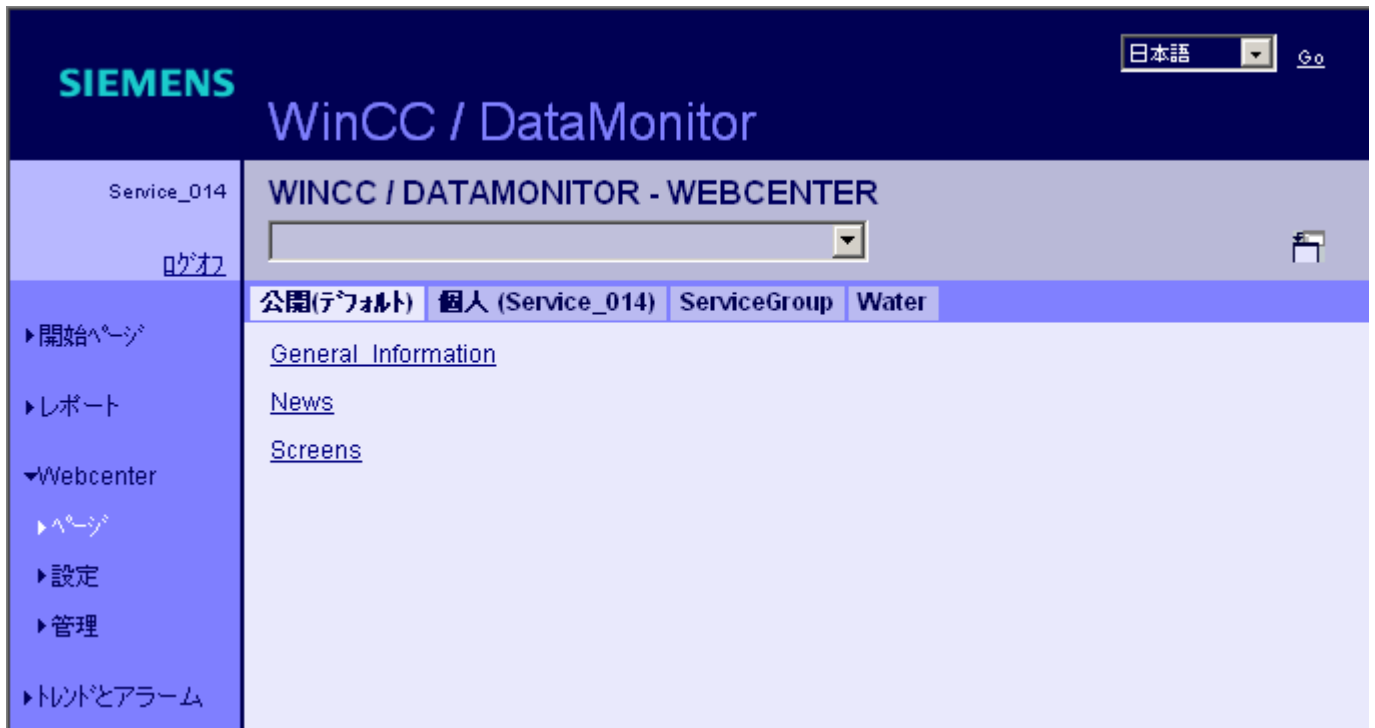 SIEMENS
日本語
Go
WinCC / DataMonitor
Service_014
ﾛｸﾞｵﾌ
WINCC / DATAMONITOR - WEBCENTER
公開(ﾃﾞﾌｫﾙﾄ) 個人 (Service_014) ServiceGroup Water
開始ﾍﾟｰｼﾞ
レポート
Webcenter
ﾍﾟｰｼﾞ
設定
管理
ﾄﾚﾝﾄﾞとアラーム
General_Information
News
Screens